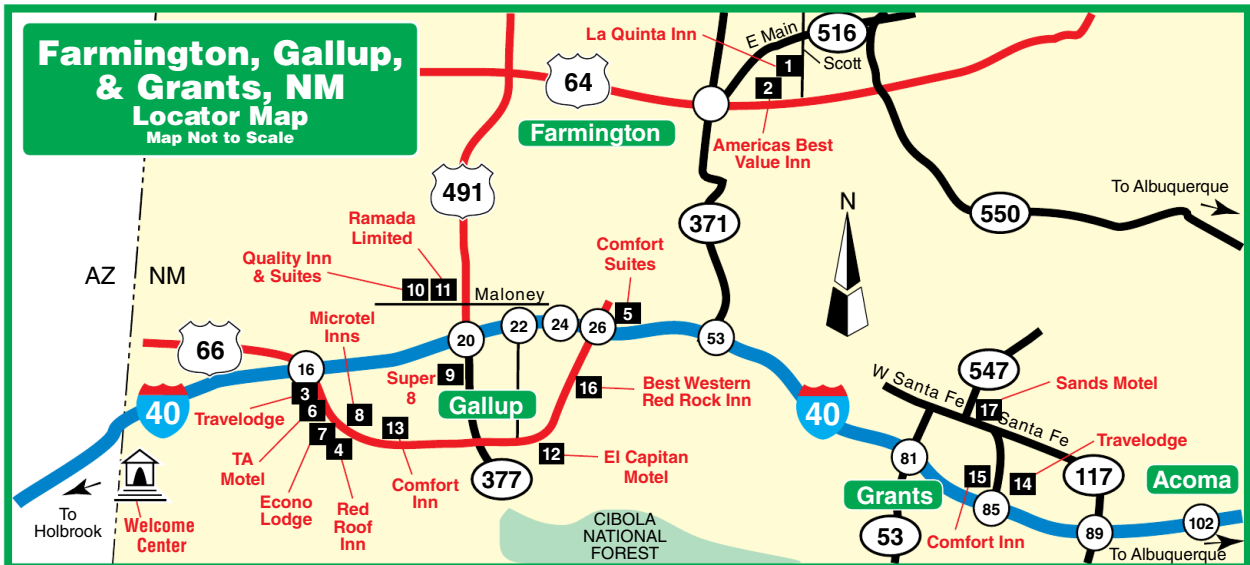 Farmington, Gallup,
& Grants, NM
Locator Map
Map Not to Scale
La Quinta Inn
E Main
516
Scott
1
2
64
Farmington
Americas Best
Value Inn
491
371
550
To Albuquerque
N
Ramada
Limited
Quality Inn
& Suites
10
11
Maloney
Comfort
Suites
5
AZ
NM
Microtel
Inns
66
16
20
22
24
26
53
40
Travelodge
3
6
7
4
8
13
Super
8
9
Gallup
16
Best Western
Red Rock Inn
12
El Capitan
Motel
TA
Motel
Econo
Lodge
Red
Roof
Inn
Comfort
Inn
377
To
Holbrook
Welcome
Center
CIBOLA
NATIONAL
FOREST
40
W Santa Fe
547
17
Sands Motel
Santa Fe
Travelodge
81
15
14
117
Acoma
Grants
85
53
Comfort Inn
89
102
To Albuquerque